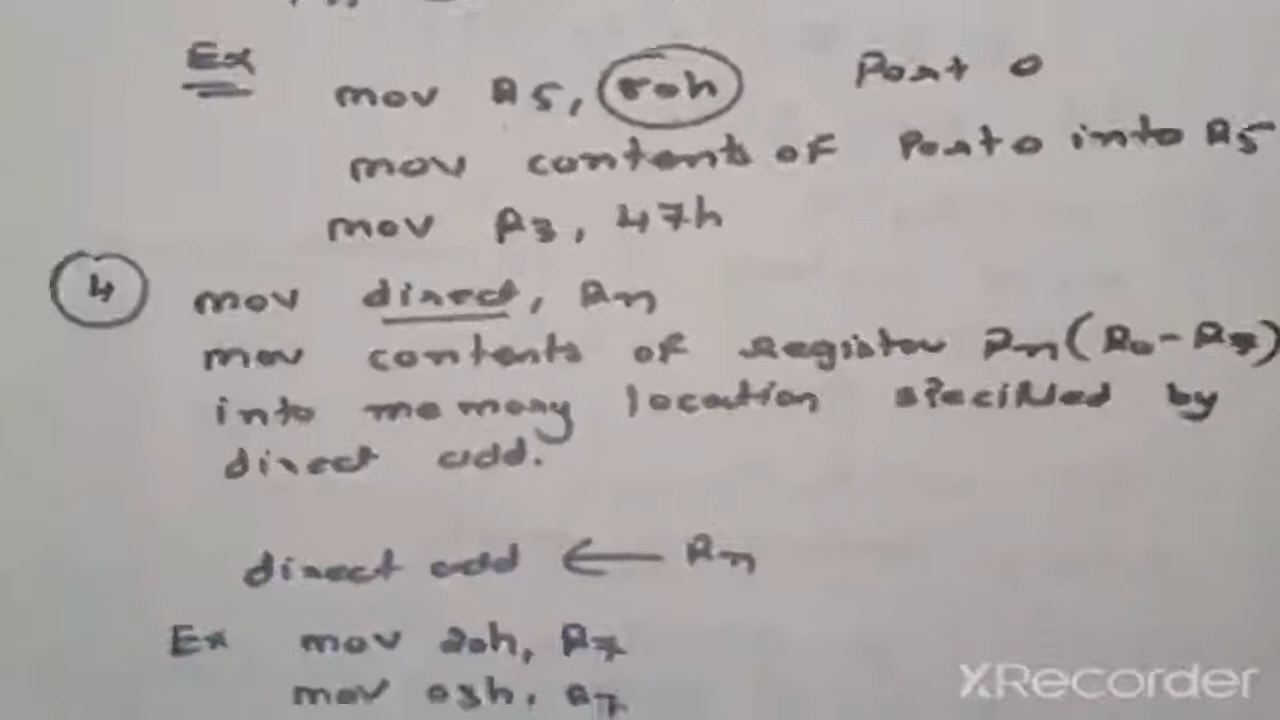 Ex mov R5, 80h Port 0
mov contents of Port 0 into R5
mov R3, 47h
4 mov direct, Rn
mov contents of register Rn (R0-R7)
into memory location specified by
direct add.
direct add ← Rn
Ex mov 20h, R7
mov 03h, R7
XRecorder